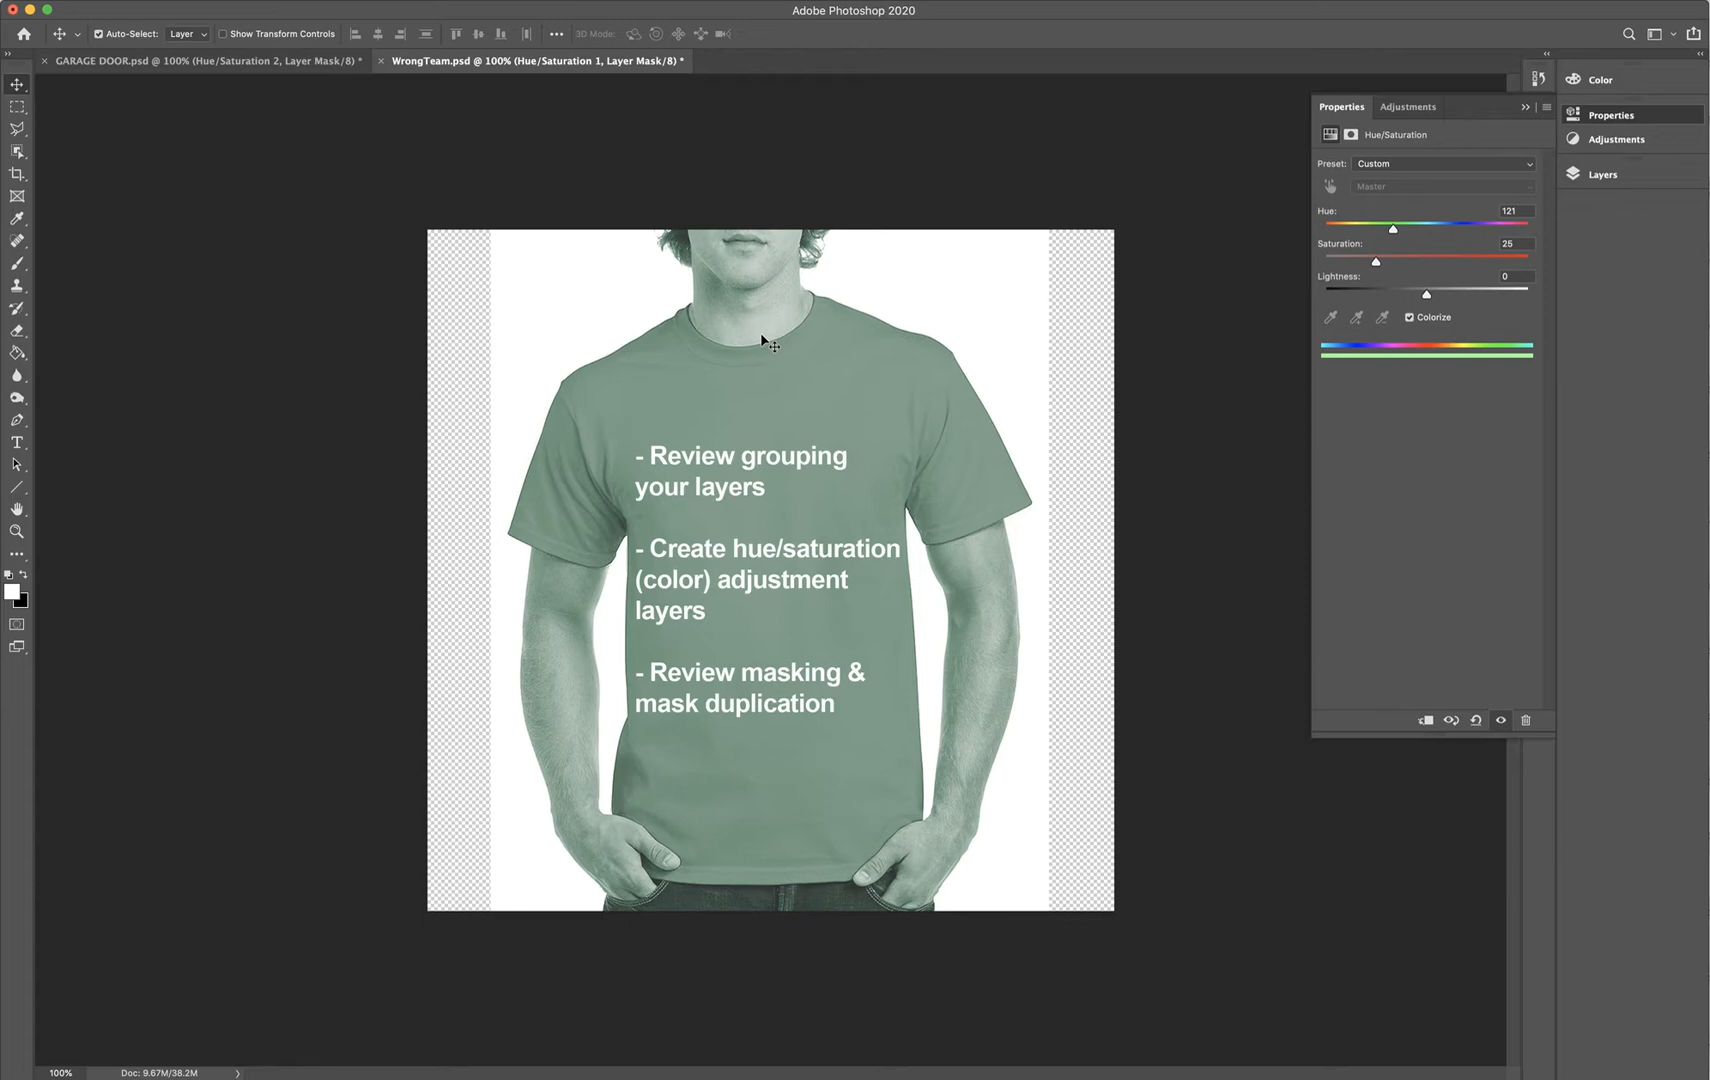 Adobe Photoshop 2020
Auto-Select: Layer Show Transform Controls 3D Mode:
GARAGE DOOR.psd @ 100% (Hue/Saturation 2, Layer Mask/8) *
WrongTeam.psd @ 100% (Hue/Saturation 1, Layer Mask/8) *
Properties Adjustments
Hue/Saturation
Preset: Custom
Master
Hue: 121
Saturation: 25
Lightness: 0
Colorize
Color
Properties
Adjustments
Layers
- Review grouping
your layers
- Create hue/saturation
(color) adjustment
layers
- Review masking &
mask duplication
100% Doc: 9.67M/38.2M